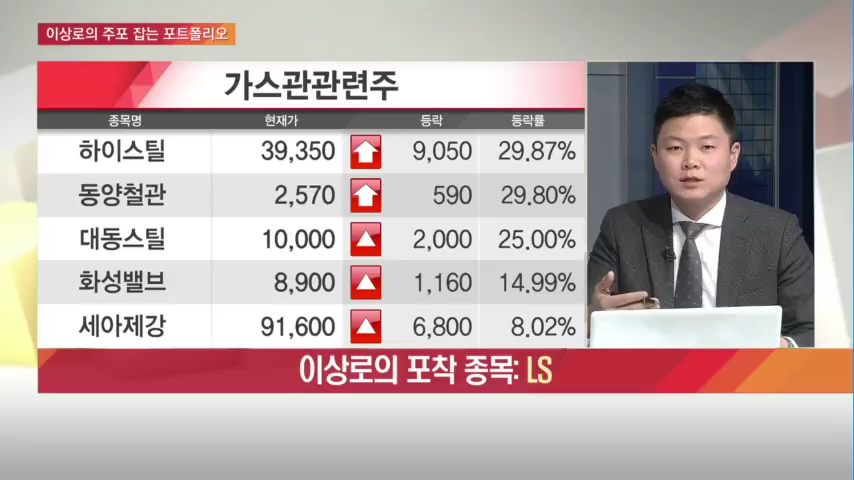 이상로의 주포 잡는 포트폴리오
가스관관련주
종목명 현재가 등락 등락률
하이스틸 39,350 9,050 29.87%
동양철관 2,570 590 29.80%
대동스틸 10,000 2,000 25.00%
화성밸브 8,900 1,160 14.99%
세아제강 91,600 6,800 8.02%
이상로의 포착 종목: LS